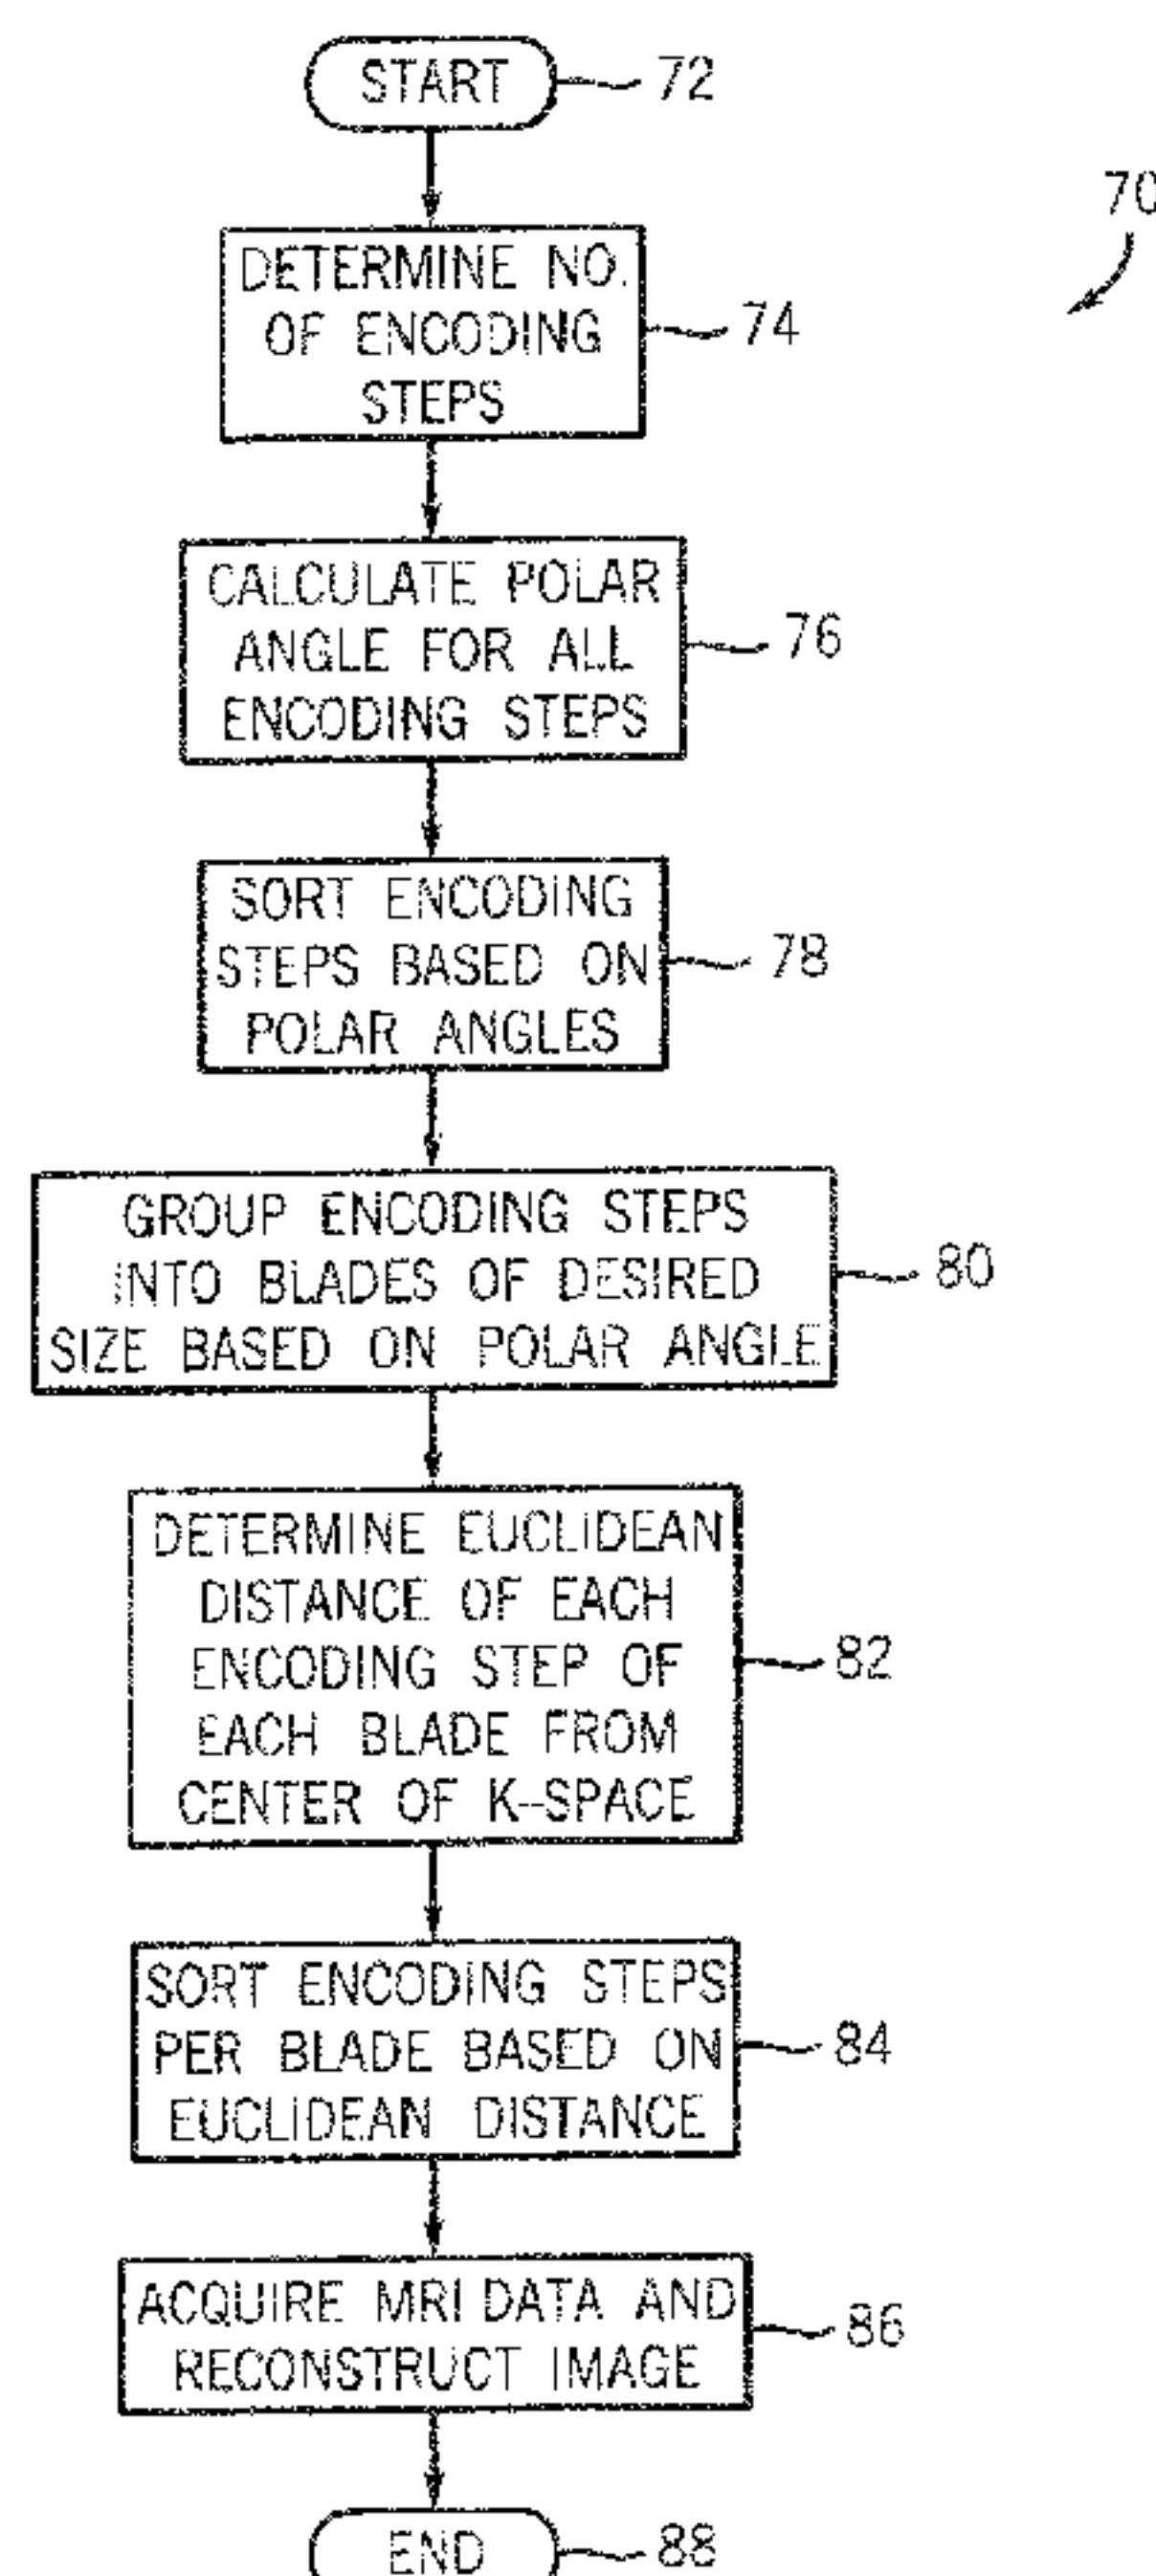 START 72
70
DETERMINE NO.
OF ENCODING
STEPS
74
CALCULATE POLAR
ANGLE FOR ALL
ENCODING STEPS
76
SORT ENCODING
STEPS BASED ON
POLAR ANGLES
78
GROUP ENCODING STEPS
INTO BLADES OF DESIRED
SIZE BASED ON POLAR ANGLE
80
DETERMINE EUCLIDEAN
DISTANCE OF EACH
ENCODING STEP OF
EACH BLADE FROM
CENTER OF K-SPACE
82
SORT ENCODING STEPS
PER BLADE BASED ON
EUCLIDEAN DISTANCE
84
ACQUIRE MRI DATA AND
RECONSTRUCT IMAGE
86
END 88